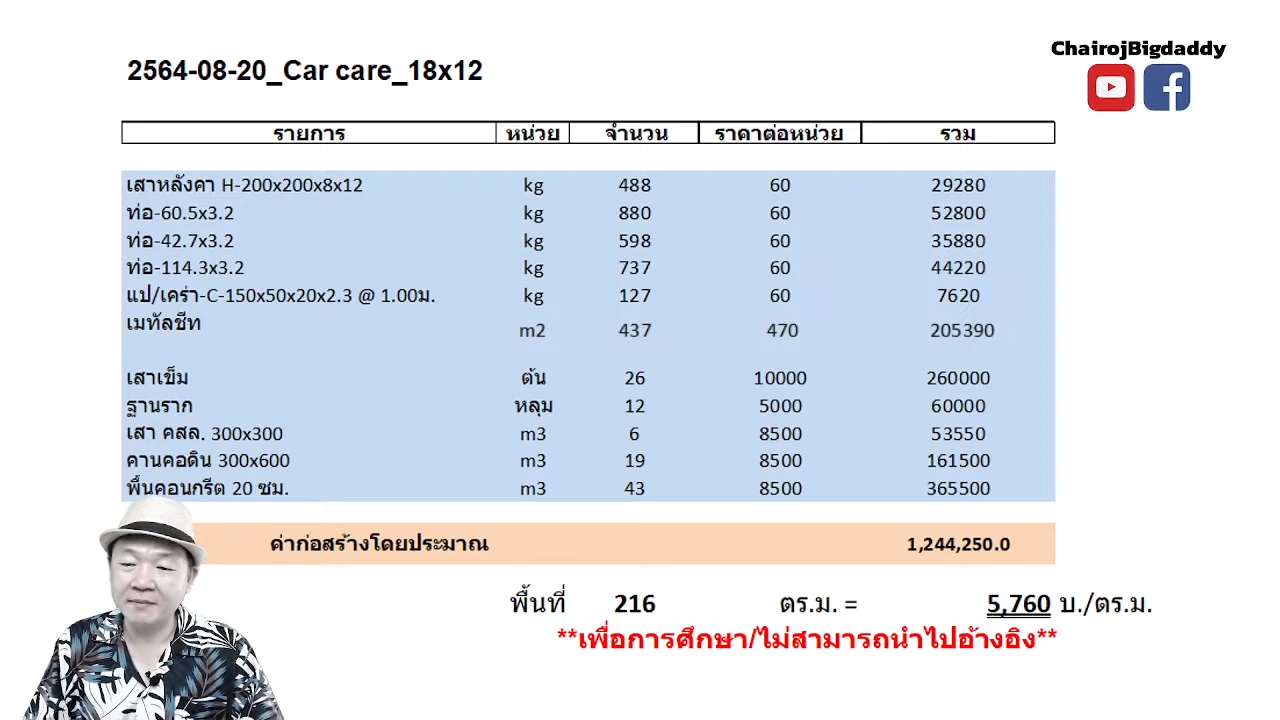 ChairojBigdaddy
2564-08-20_Car care_18x12
รายการ หน่วย จำนวน ราคาต่อหน่วย รวม
เสาหลังคา H-200x200x8x12 kg 488 60 29280
ท่อ-60.5x3.2 kg 880 60 52800
ท่อ-42.7x3.2 kg 598 60 35880
ท่อ-114.3x3.2 kg 737 60 44220
แป/เคร่า-C-150x50x20x2.3 @ 1.00ม. kg 127 60 7620
เมทัลชีท m2 437 470 205390
เสาเข็ม ต้น 26 10000 260000
ฐานราก หลุม 12 5000 60000
เสา คสล. 300x300 m3 6 8500 53550
คานคอดิน 300x600 m3 19 8500 161500
พื้นคอนกรีต 20 ซม. m3 43 8500 365500
ค่าก่อสร้างโดยประมาณ 1,244,250.0
พื้นที่ 216 ตร.ม. = 5,760 บ./ตร.ม.
**เพื่อการศึกษา/ไม่สามารถนำไปอ้างอิง**